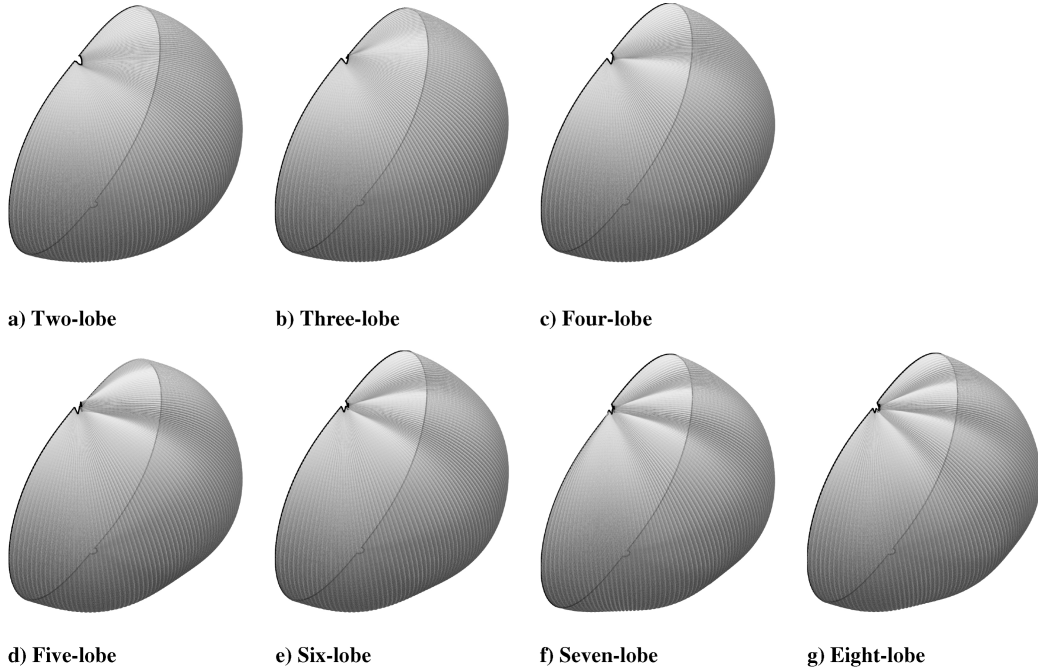 a) Two-lobe
b) Three-lobe
c) Four-lobe
d) Five-lobe
e) Six-lobe
f) Seven-lobe
g) Eight-lobe